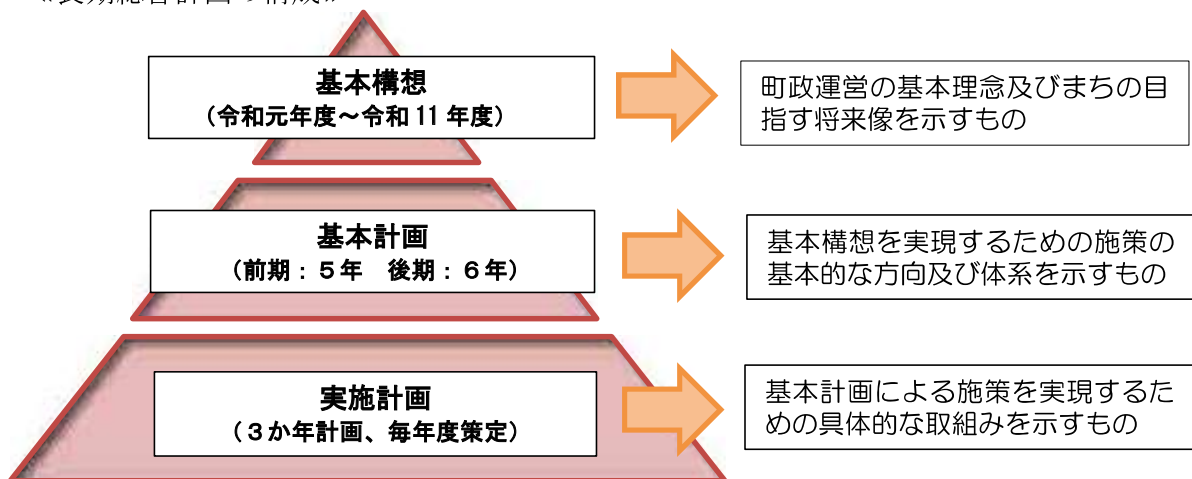 基本構想
(令和元年度～令和11年度)
町政運営の基本理念及びまちの目
指す将来像を示すもの
基本計画
(前期：５年　後期：６年)
基本構想を実現するための施策の
基本的な方向及び体系を示すもの
実施計画
(３か年計画、毎年度策定)
基本計画による施策を実現するた
めの具体的な取組みを示すもの